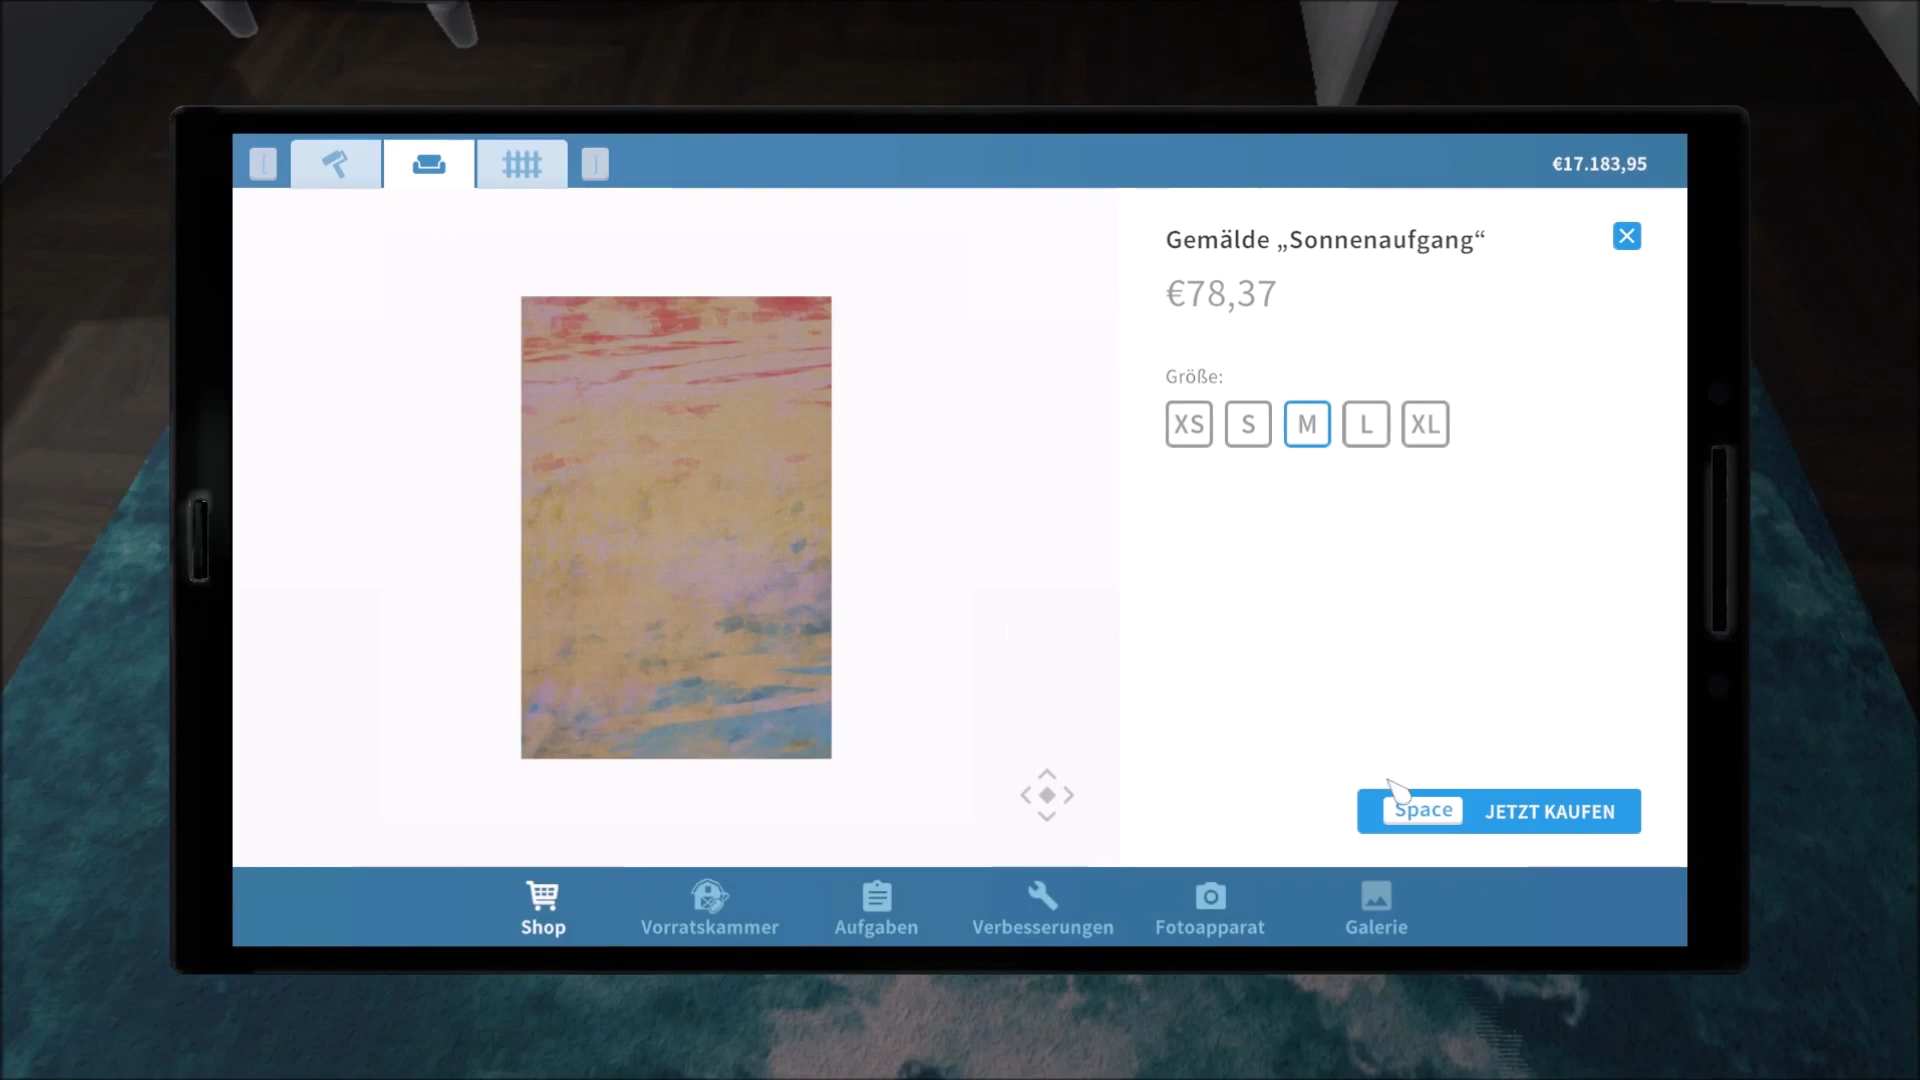 [
]
€17.183,95
Gemälde „Sonnenaufgang“
€78,37
Größe:
XS S M L XL
Space JETZT KAUFEN
Shop Vorratskammer Aufgaben Verbesserungen Fotoapparat Galerie